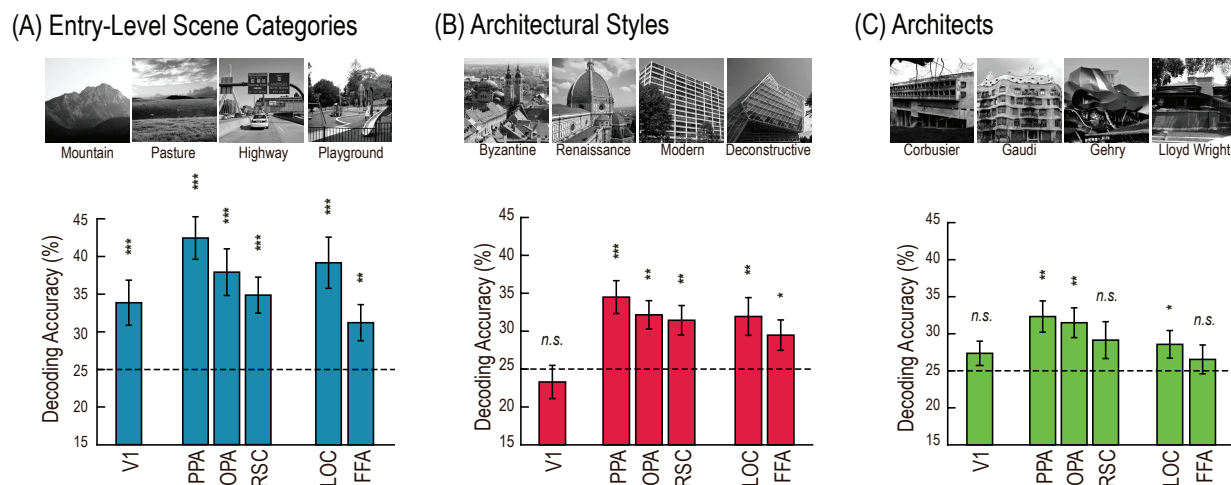 (A) Entry-Level Scene Categories
Mountain Pasture Highway Playground
Decoding Accuracy (%)
45
40
35
30
25
20
15
*** *** *** *** *** **
V1 PPA OPA RSC LOC FFA
(B) Architectural Styles
Byzantine Renaissance Modern Deconstructive
Decoding Accuracy (%)
45
40
35
30
25
20
15
n.s. *** ** ** ** *
V1 PPA OPA RSC LOC FFA
(C) Architects
Corbusier Gaudi Gehry Lloyd Wright
Decoding Accuracy (%)
45
40
35
30
25
20
15
n.s. ** ** n.s. * n.s.
V1 PPA OPA RSC LOC FFA